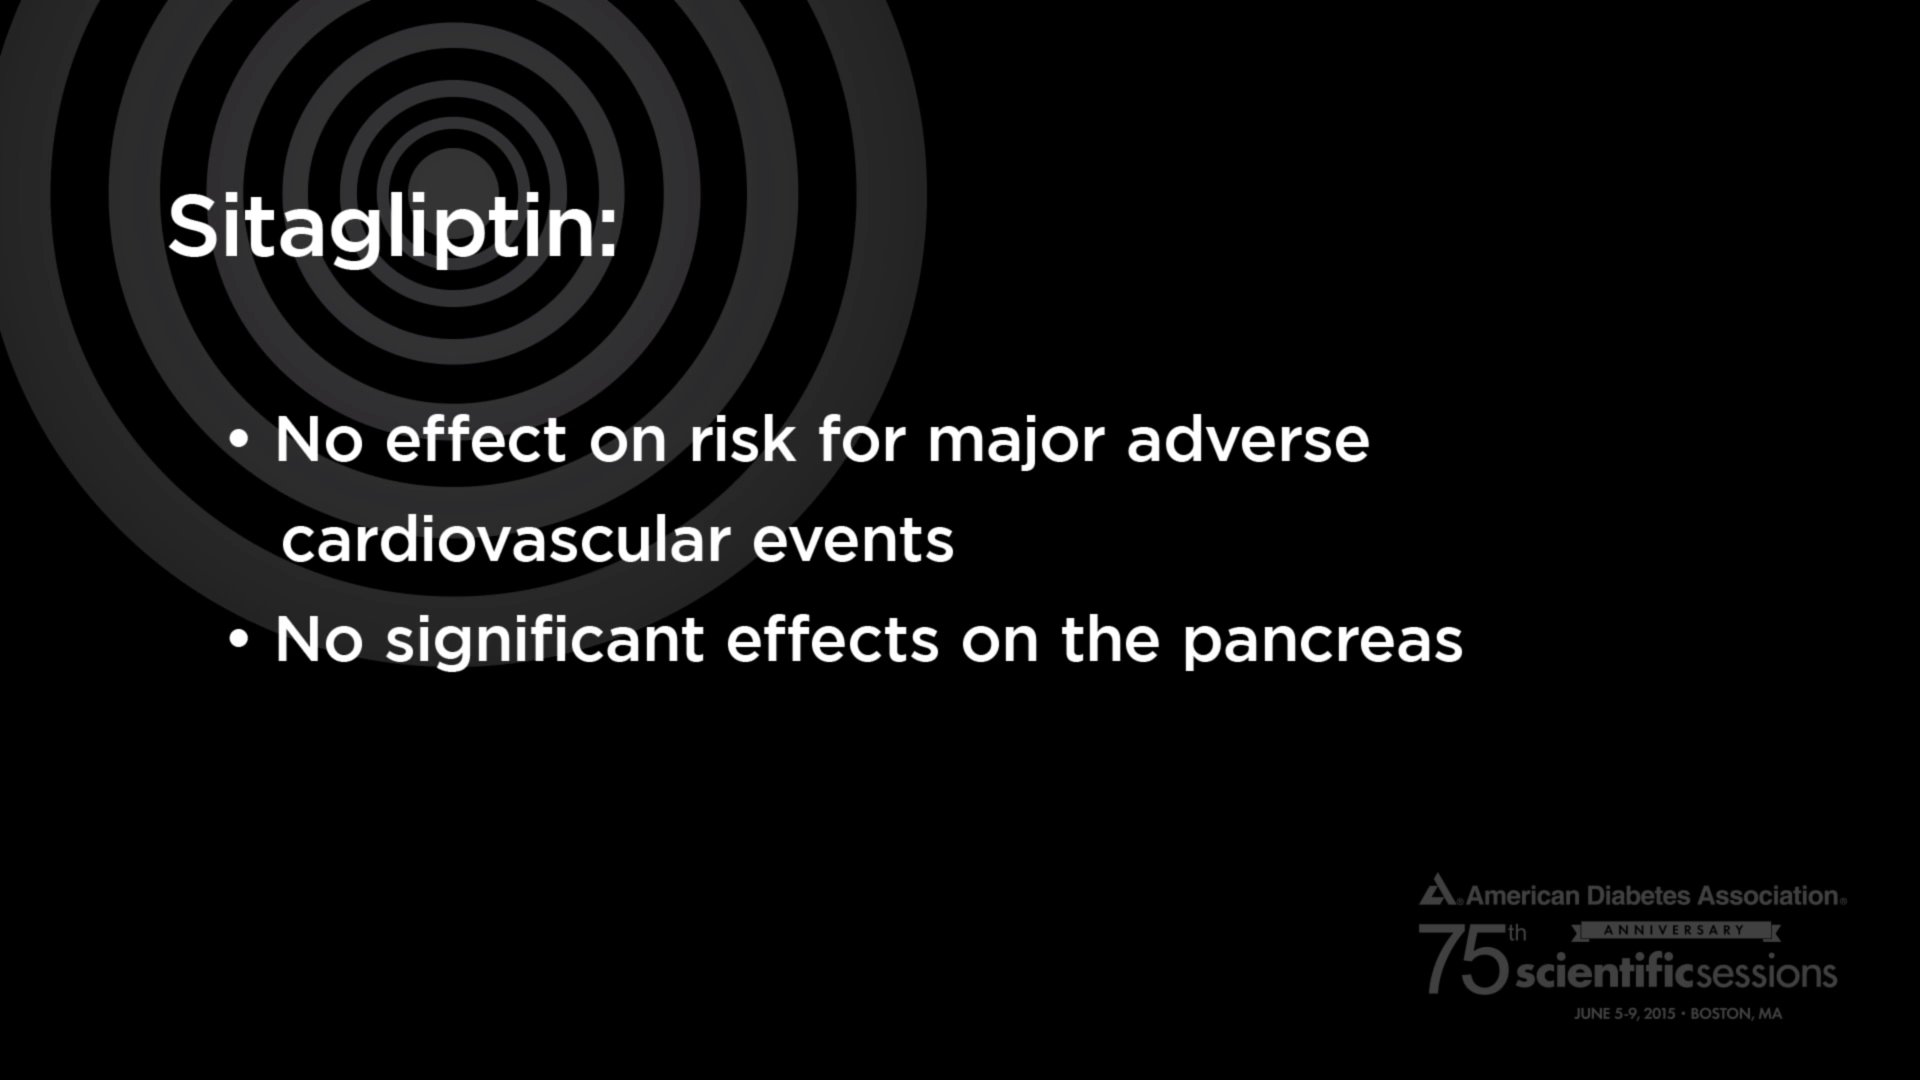 Sitagliptin:
• No effect on risk for major adverse
cardiovascular events
• No significant effects on the pancreas
American Diabetes Association®
75th ANNIVERSARY
scientificsessions
JUNE 5-9, 2015 • BOSTON, MA